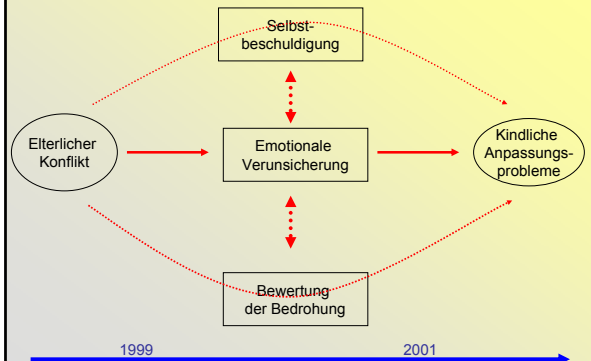 Selbst-
beschuldigung
Elterlicher
Konflikt
Emotionale
Verunsicherung
Kindliche
Anpassungs-
probleme
Bewertung
der Bedrohung
1999
2001